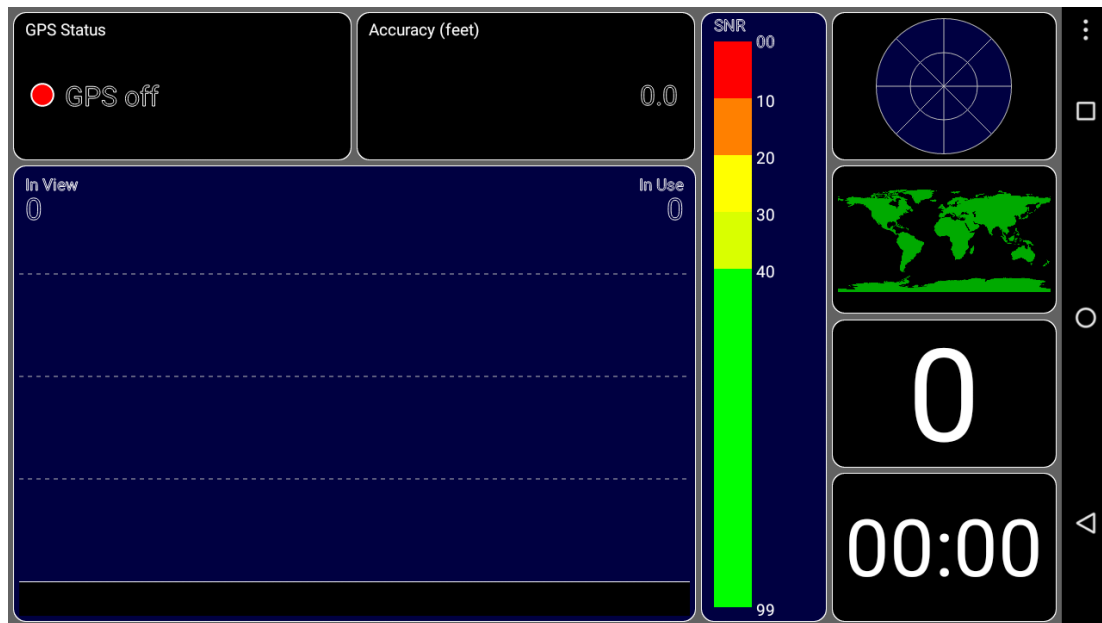 GPS Status
GPS off
Accuracy (feet)
0.0
In View
0
In Use
0
SNR
00
10
20
30
40
99
0
00:00